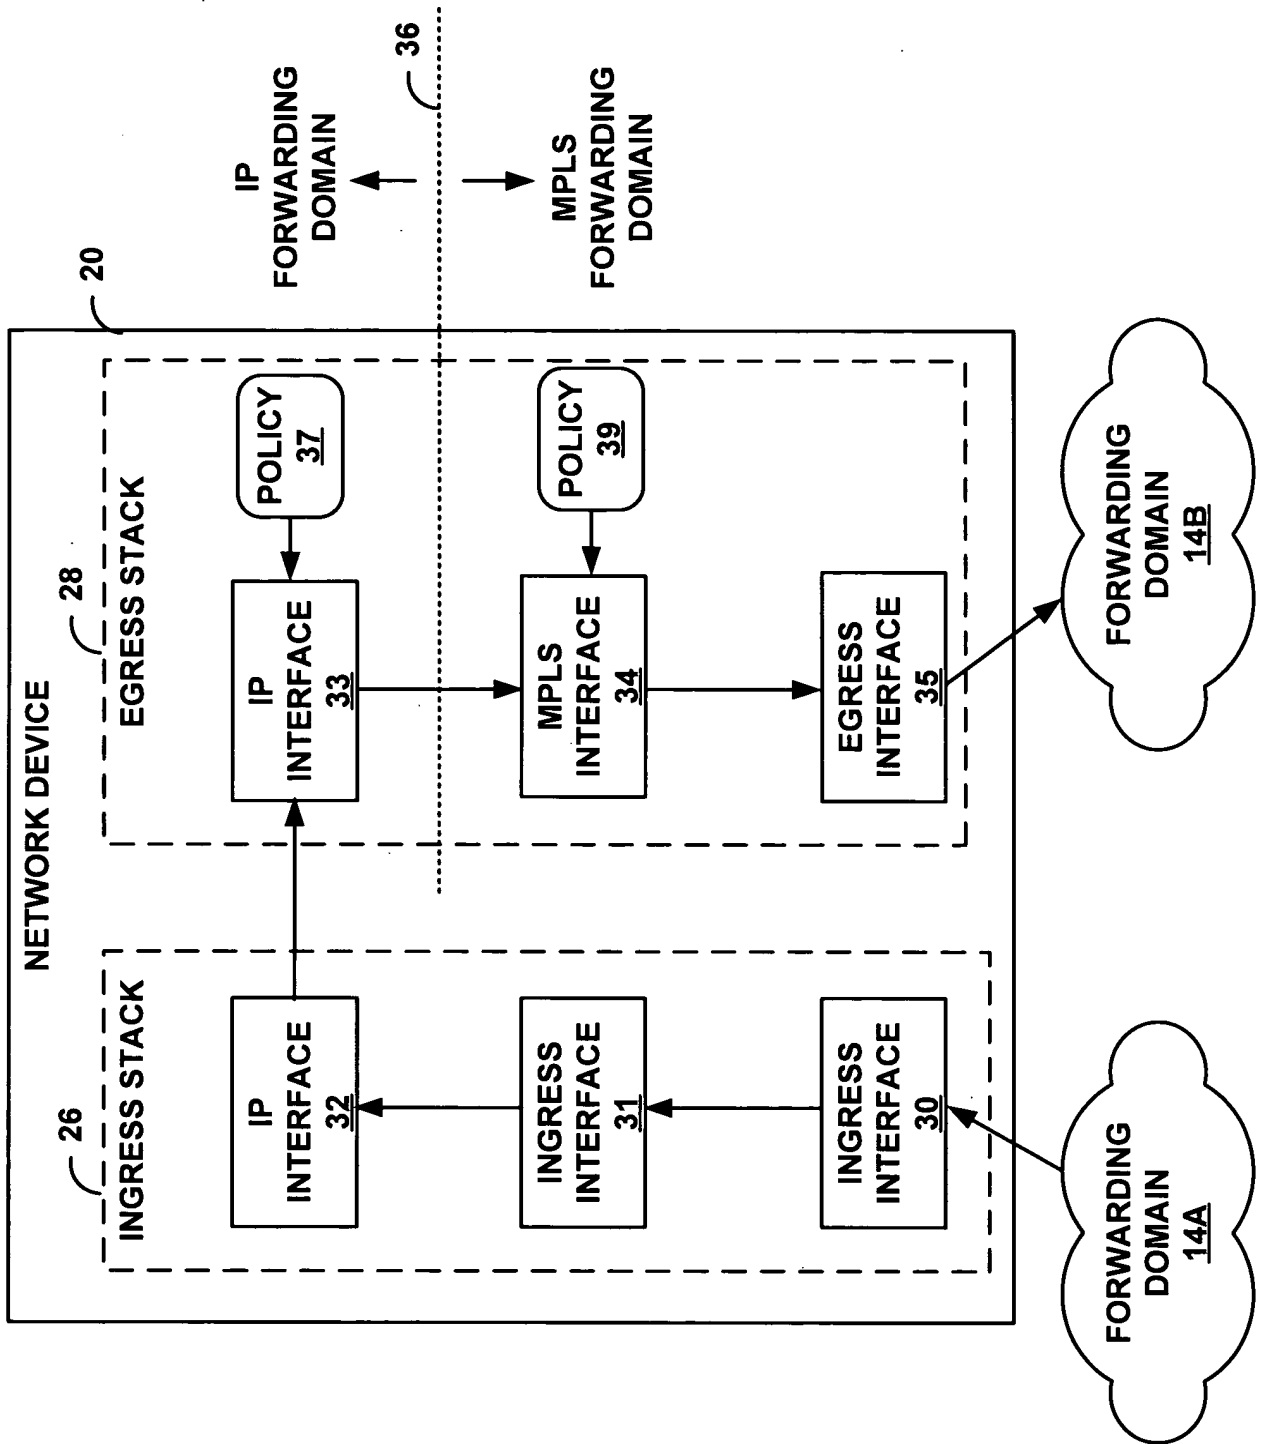 NETWORK DEVICE
20
26
INGRESS STACK
IP
INTERFACE
32
INGRESS
INTERFACE
31
INGRESS
INTERFACE
30
28
EGRESS STACK
IP
INTERFACE
33
POLICY
37
MPLS
INTERFACE
34
POLICY
39
EGRESS
INTERFACE
35
36
IP
FORWARDING
DOMAIN
MPLS
FORWARDING
DOMAIN
FORWARDING
DOMAIN
14A
FORWARDING
DOMAIN
14B